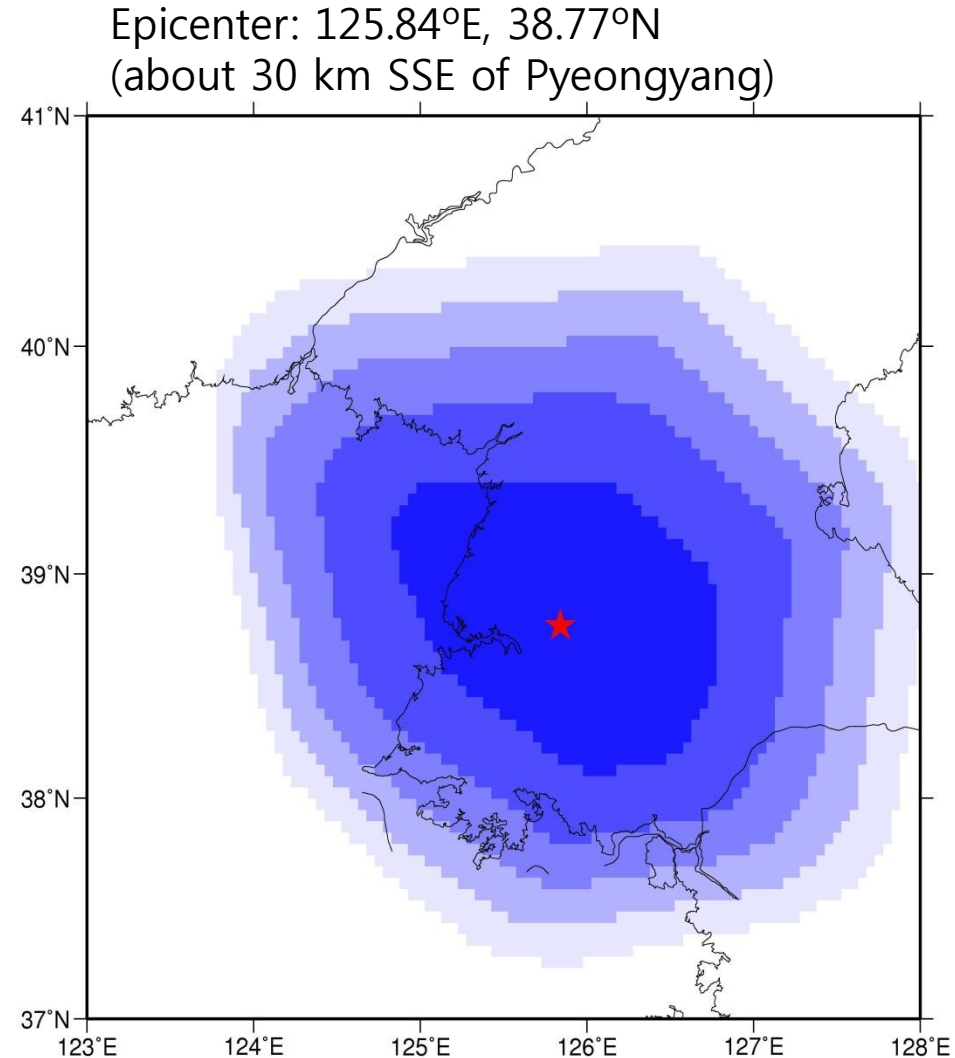 Epicenter: 125.84ºE, 38.77ºN
(about 30 km SSE of Pyeongyang)
41˚N
40˚N
39˚N
38˚N
37˚N
123˚E 124˚E 125˚E 126˚E 127˚E 128˚E